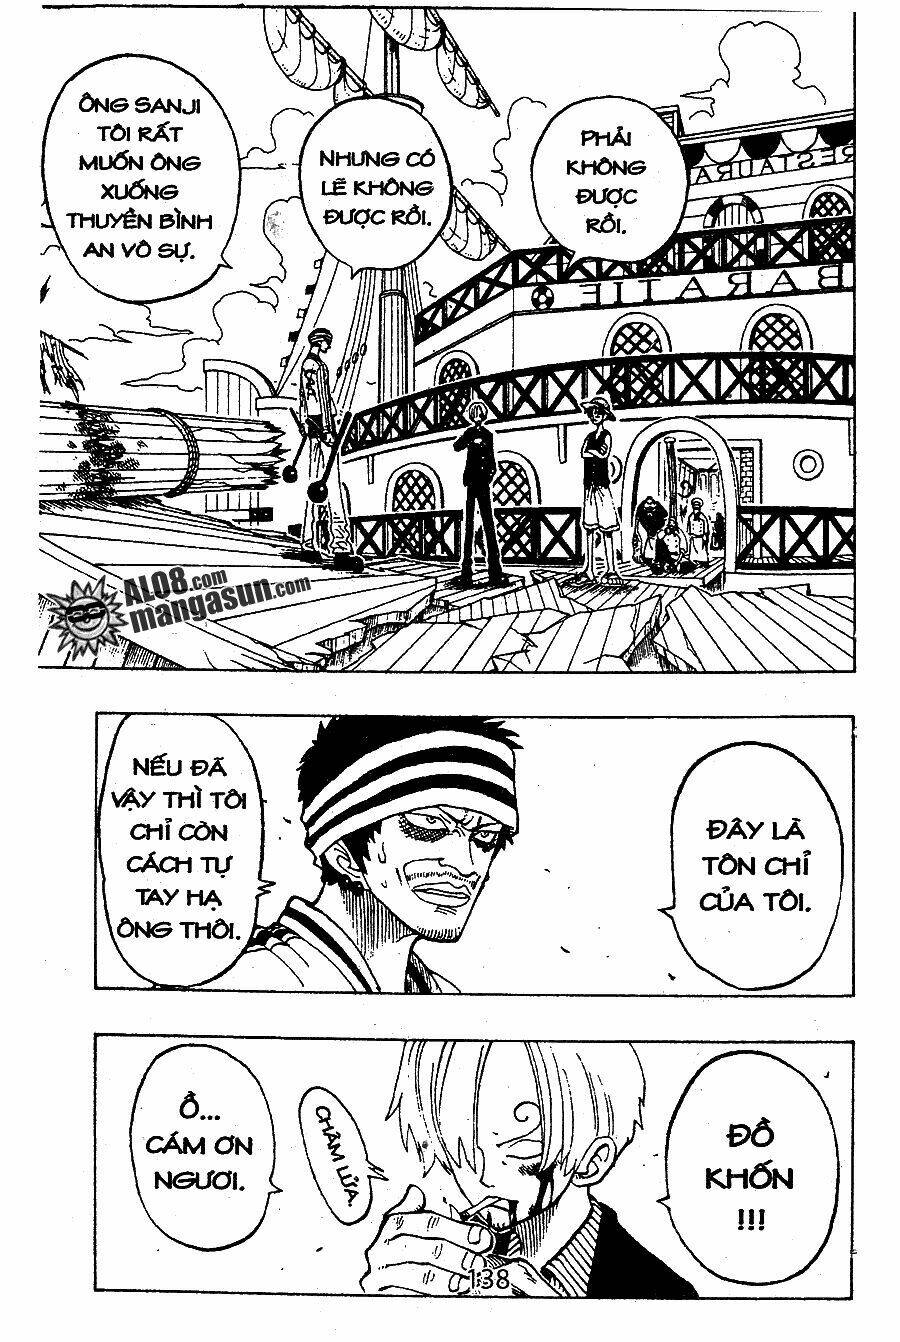 ÔNG SANJI
TÔI RẤT
MUỐN ÔNG
XUỐNG
THUYỀN BÌNH
AN VÔ SỰ.
NHƯNG CÓ
LẼ KHÔNG
ĐƯỢC RỒI.
PHẢI
KHÔNG
ĐƯỢC
RỒI.
RESTAURA
BARATIE
AL08.com
mangasun.com
NẾU ĐÃ
VẬY THÌ TÔI
CHỈ CÒN
CÁCH TỰ
TAY HẠ
ÔNG THÔI.
ĐÂY LÀ
TÔN CHỈ
CỦA TÔI.
Ồ...
CÁM ƠN
NGƯƠI.
CHÂM LỬA.
ĐỒ
KHỐN
!!!
138